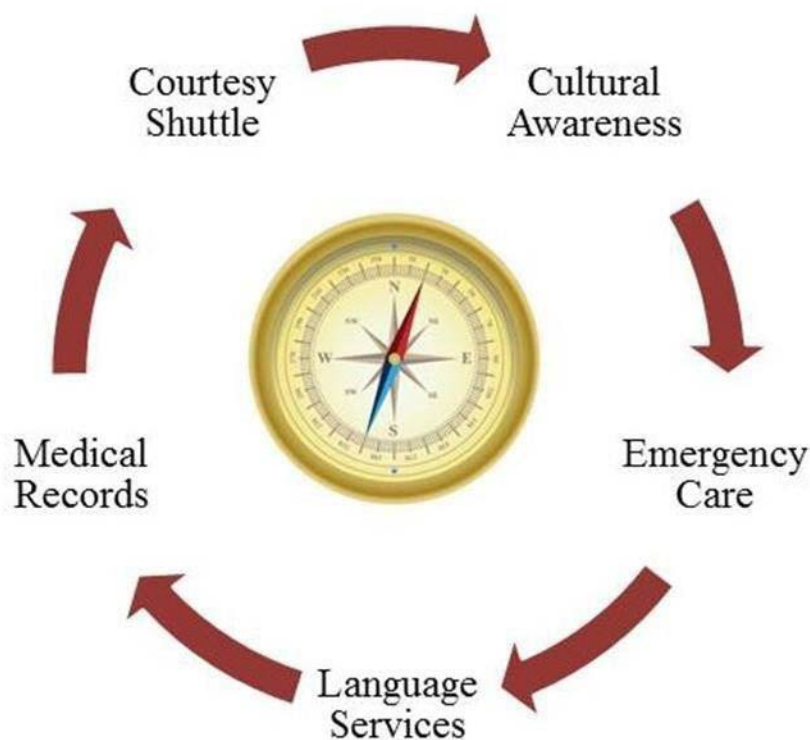 Courtesy
Shuttle
Cultural
Awareness
Emergency
Care
Language
Services
Medical
Records
N
E
S
W